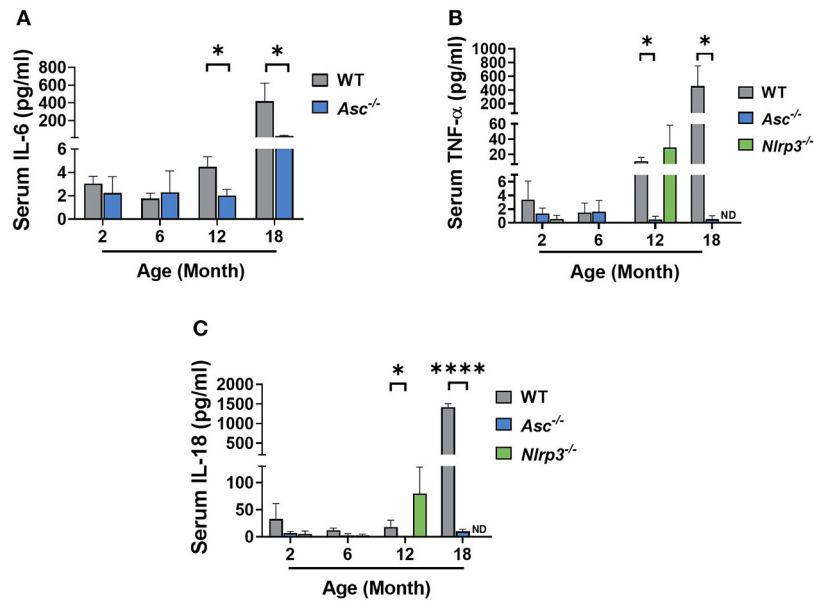 A
Serum IL-6 (pg/ml)
800
600
400
200
6
4
2
0
* *
2 6 12 18
Age (Month)
WT
Asc-/-
B
Serum TNF-α (pg/ml)
1000
800
600
400
200
60
40
20
6
4
2
0
* *
ND
2 6 12 18
Age (Month)
WT
Asc-/-
Nlrp3-/-
C
Serum IL-18 (pg/ml)
2000
1500
1000
500
100
50
0
* ****
ND
2 6 12 18
Age (Month)
WT
Asc-/-
Nlrp3-/-